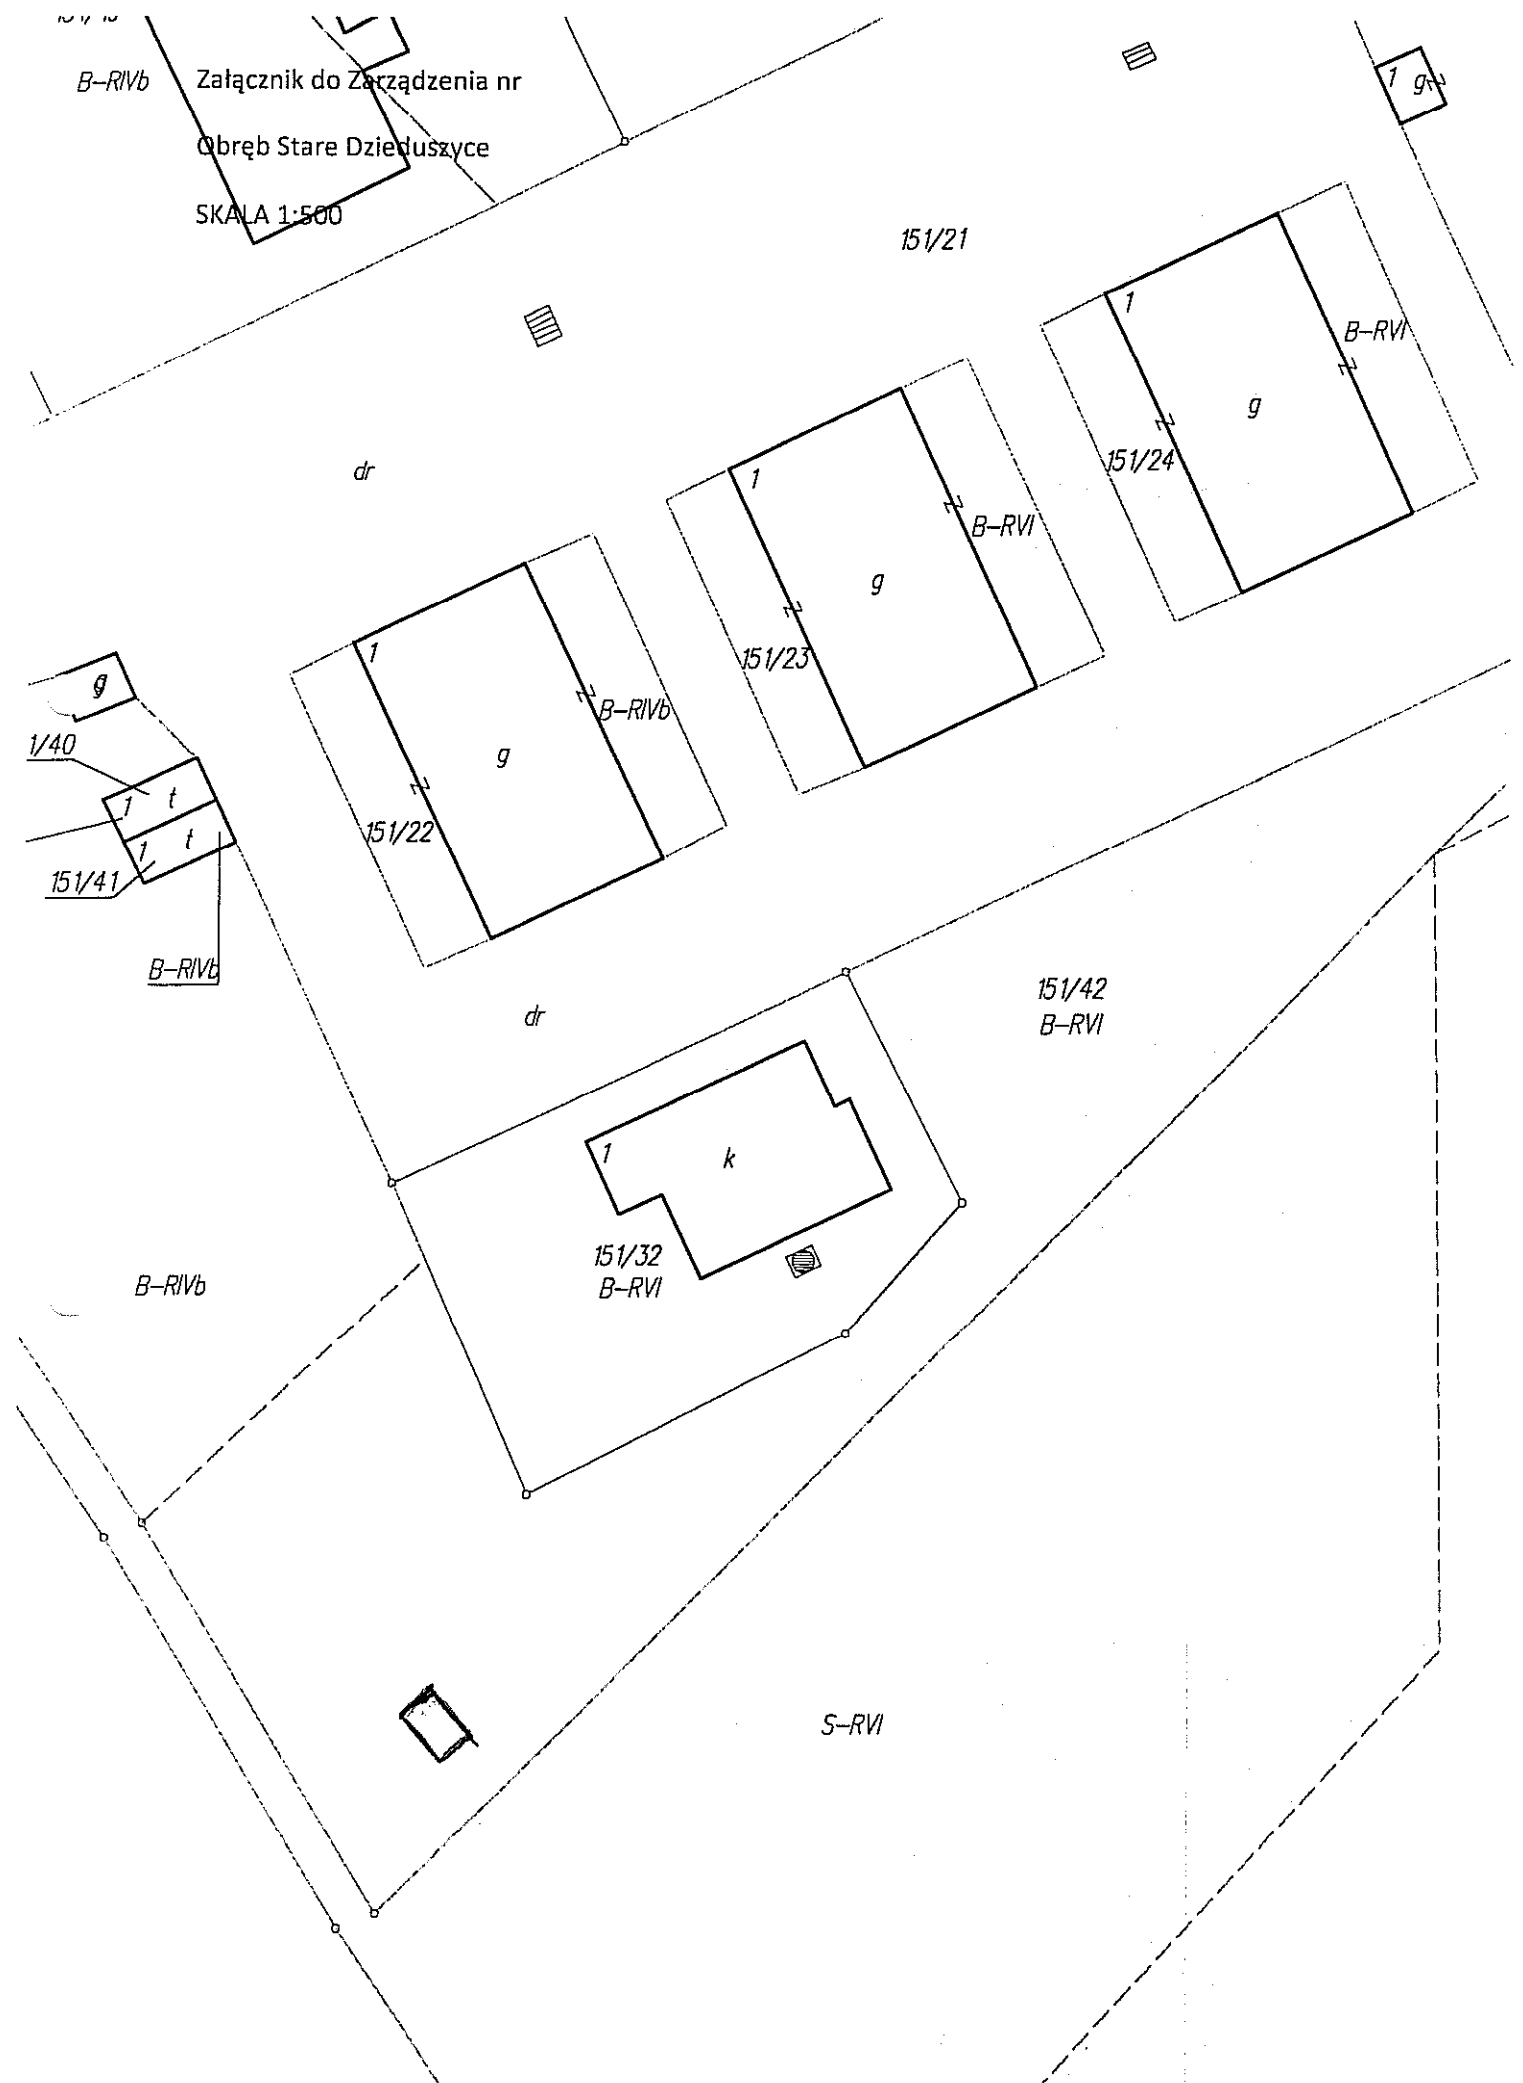 B-RIVb
Załącznik do Zarządzenia nr
Obręb Stare Dzieduszyce
SKALA 1:500
1 g
151/21
1
B-RVI
g
151/24
dr
1
B-RVI
g
151/23
1
B-RIVb
g
151/22
g
1/40
1 t
1 t
151/41
B-RIVb
dr
151/42
B-RVI
1
k
151/32
B-RVI
B-RIVb
S-RVI